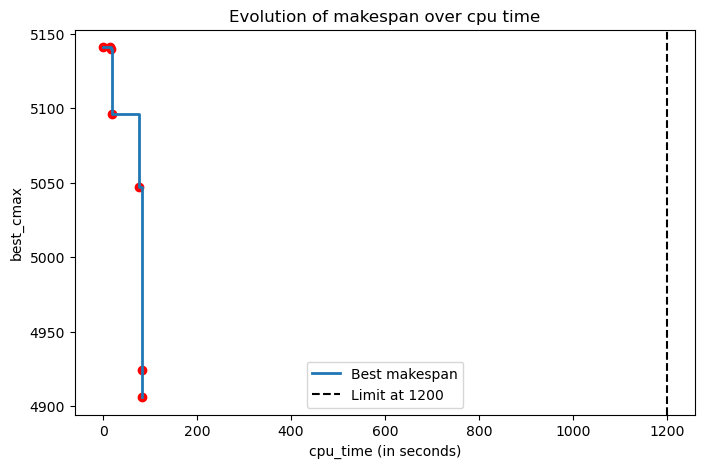 Evolution of makespan over cpu time
5150
5100
5050
5000
4950
4900
best_cmax
Best makespan
Limit at 1200
0
200
400
600
800
1000
1200
cpu_time (in seconds)